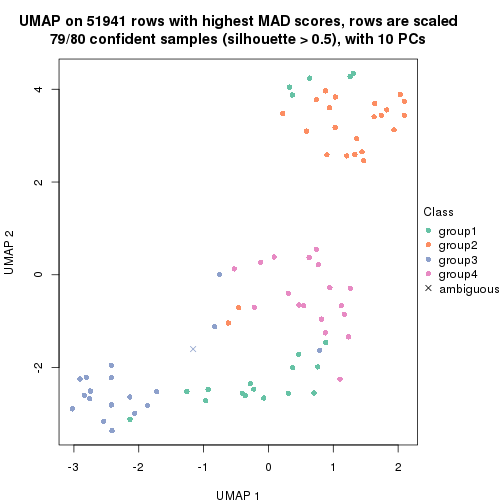 UMAP on 51941 rows with highest MAD scores, rows are scaled
79/80 confident samples (silhouette > 0.5), with 10 PCs
4
2
0
-2
UMAP 2
-3
-2
-1
0
1
2
UMAP 1
Class
group1
group2
group3
group4
ambiguous